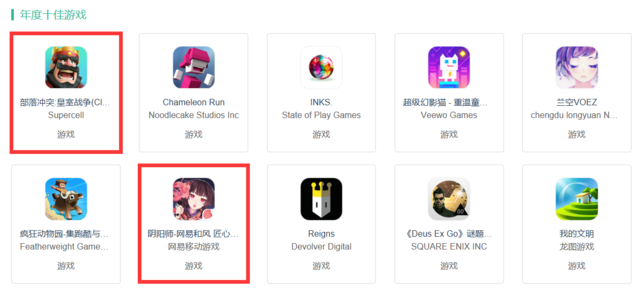 年度十佳游戏
部落冲突 皇室战争(Cl...
Supercell
游戏
Chameleon Run
Noodlecake Studios Inc
游戏
INKS.
State of Play Games
游戏
超级幻影猫 - 重温童...
Veewo Games
游戏
兰空VOEZ
chengdu longyuan N...
游戏
疯狂动物园-集跑酷与...
Featherweight Game...
游戏
阴阳师-网易和风 匠心...
网易移动游戏
游戏
Reigns
Devolver Digital
游戏
《Deus Ex Go》谜题...
SQUARE ENIX INC
游戏
我的文明
龙图游戏
游戏